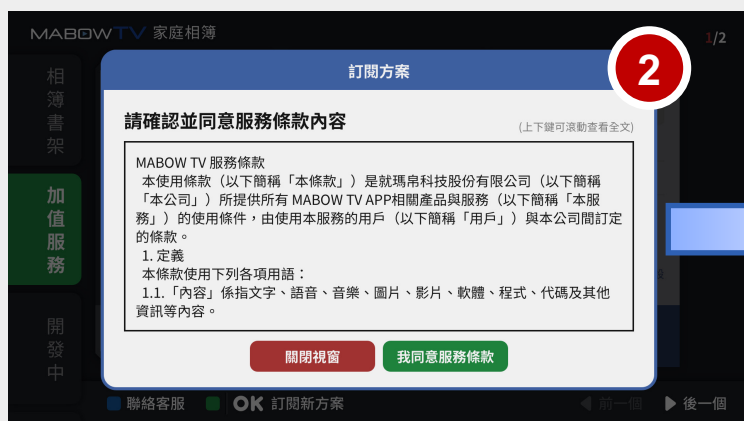 MABOWTV 家庭相簿
1/2
相簿書架
加值服務
開發中
訂閱方案
2
請確認並同意服務條款內容
(上下鍵可滾動查看全文)
MABOW TV 服務條款
本使用條款（以下簡稱「本條款」）是就瑪帛科技股份有限公司（以下簡稱
「本公司」）所提供所有 MABOW TV APP相關產品與服務（以下簡稱「本服
務」）的使用條件，由使用本服務的用戶（以下簡稱「用戶」）與本公司間訂定
的條款。
1. 定義
本條款使用下列各項用語：
1.1.「內容」係指文字、語音、音樂、圖片、影片、軟體、程式、代碼及其他
資訊等內容。
關閉視窗
我同意服務條款
聯絡客服
OK 訂閱新方案
前一個
後一個